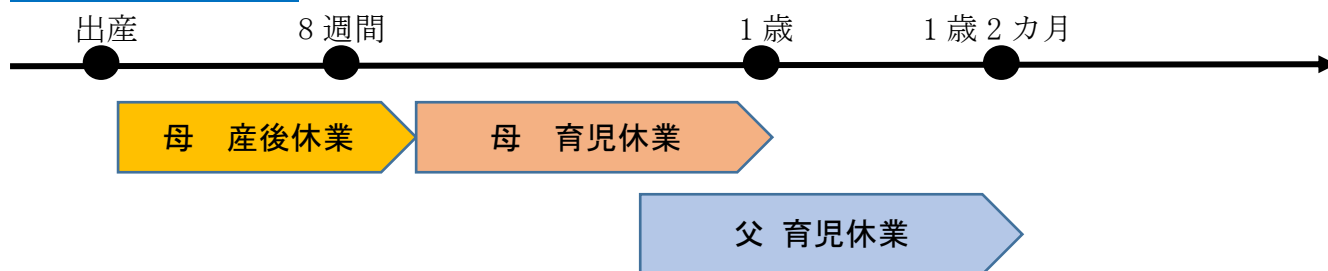 出産 8週間 1歳 1歳2カ月
母 産後休業 母 育児休業
父 育児休業